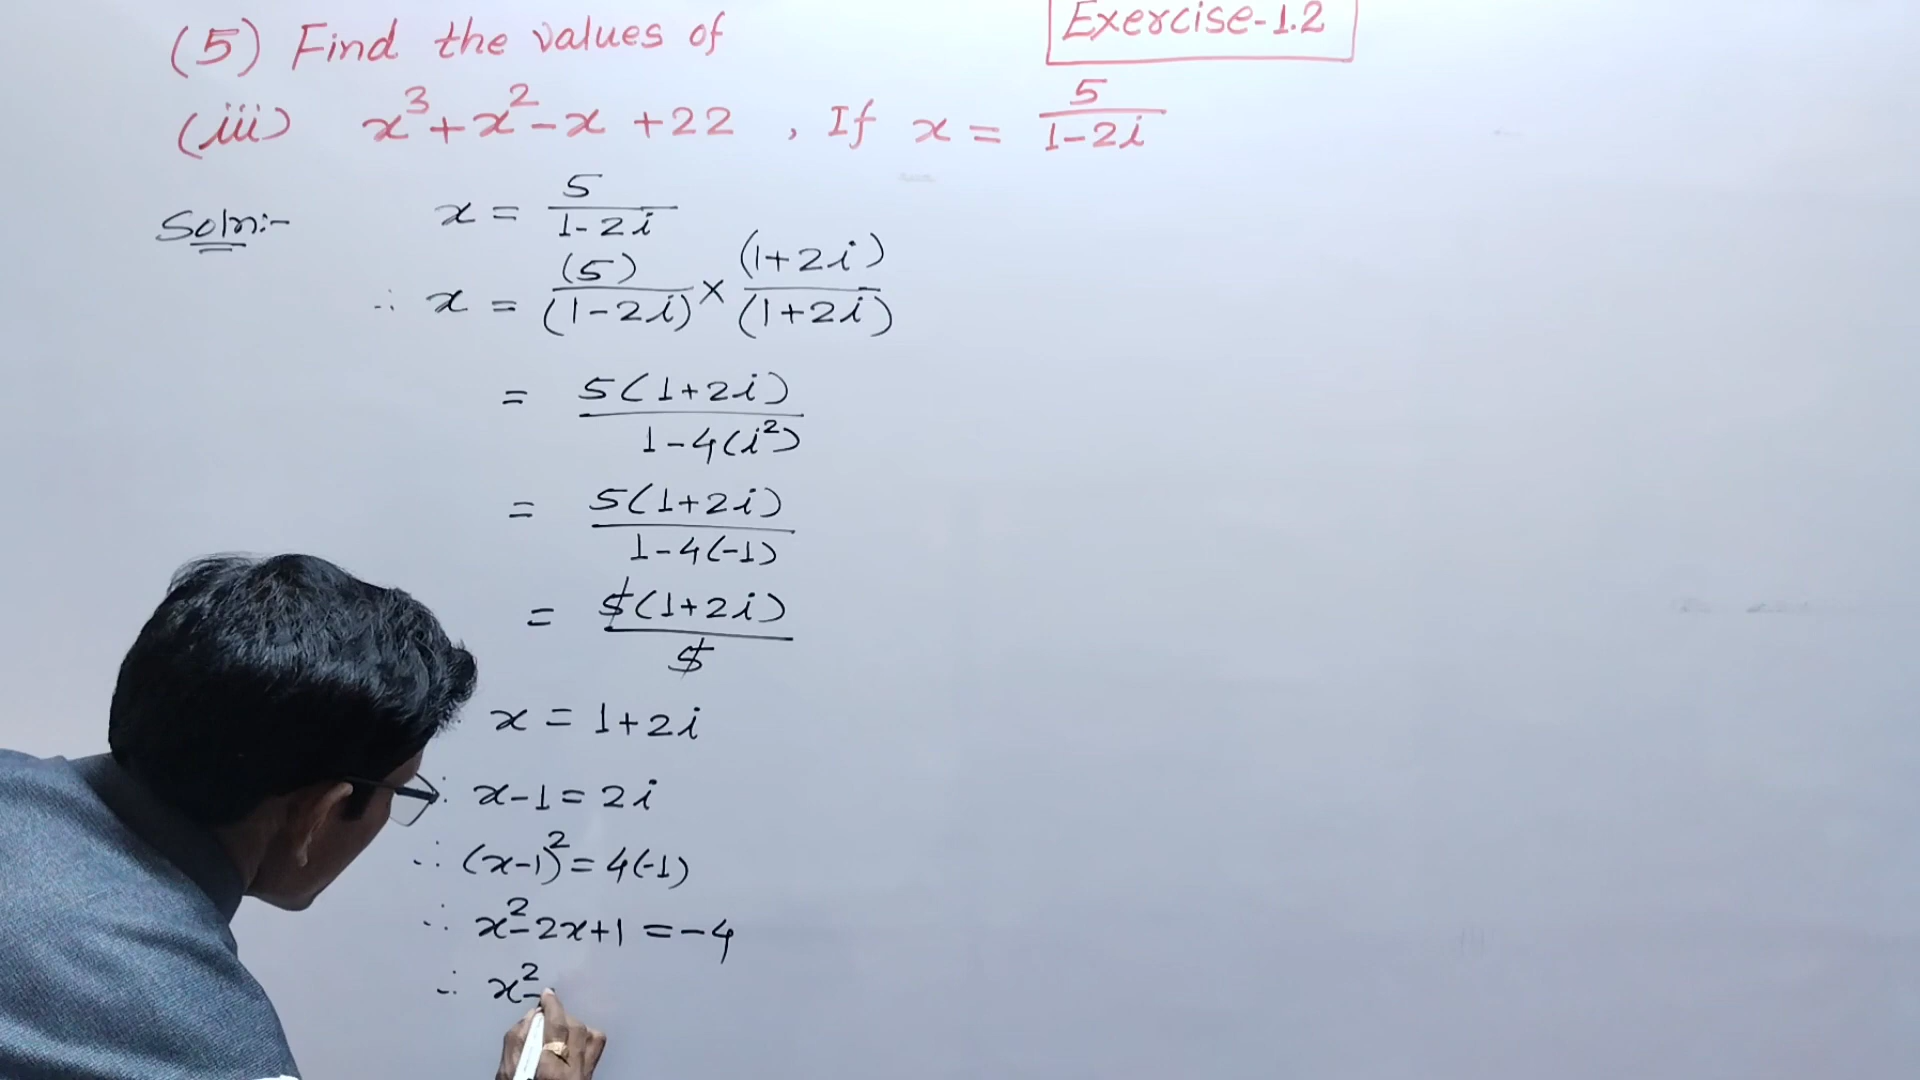 (5) Find the values of
Exercise-1.2
(iii) x³+x²-x+22 , If x = 5/(1-2i)
Soln:- x = 5/(1-2i)
∴ x = (5)/(1-2i) × (1+2i)/(1+2i)
= 5(1+2i)/(1-4(i²))
= 5(1+2i)/(1-4(-1))
= 5(1+2i)/5
x = 1+2i
∴ x-1 = 2i
∴ (x-1)² = 4(-1)
∴ x²-2x+1 = -4
∴ x²-